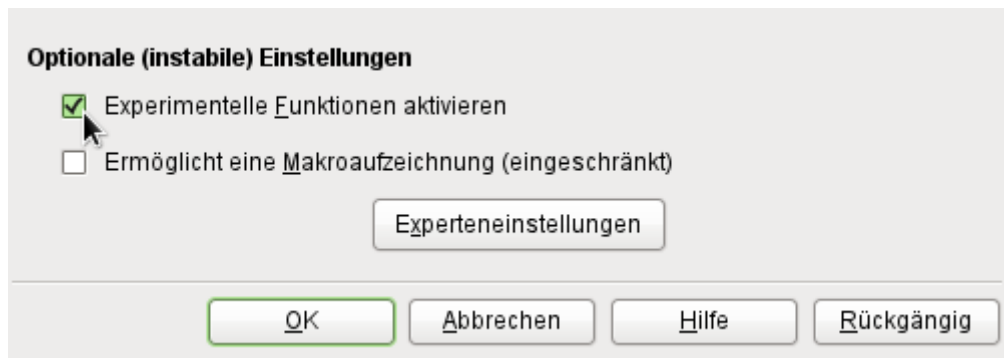 Optionale (instabile) Einstellungen
Experimentelle Funktionen aktivieren
Ermöglicht eine Makroaufzeichnung (eingeschränkt)
Experteneinstellungen
OK Abbrechen Hilfe Rückgängig